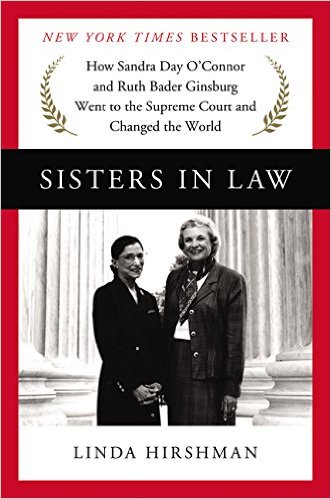 NEW YORK TIMES BESTSELLER
How Sandra Day O'Connor
and Ruth Bader Ginsburg
Went to the Supreme Court and
Changed the World
SISTERS IN LAW
LINDA HIRSHMAN